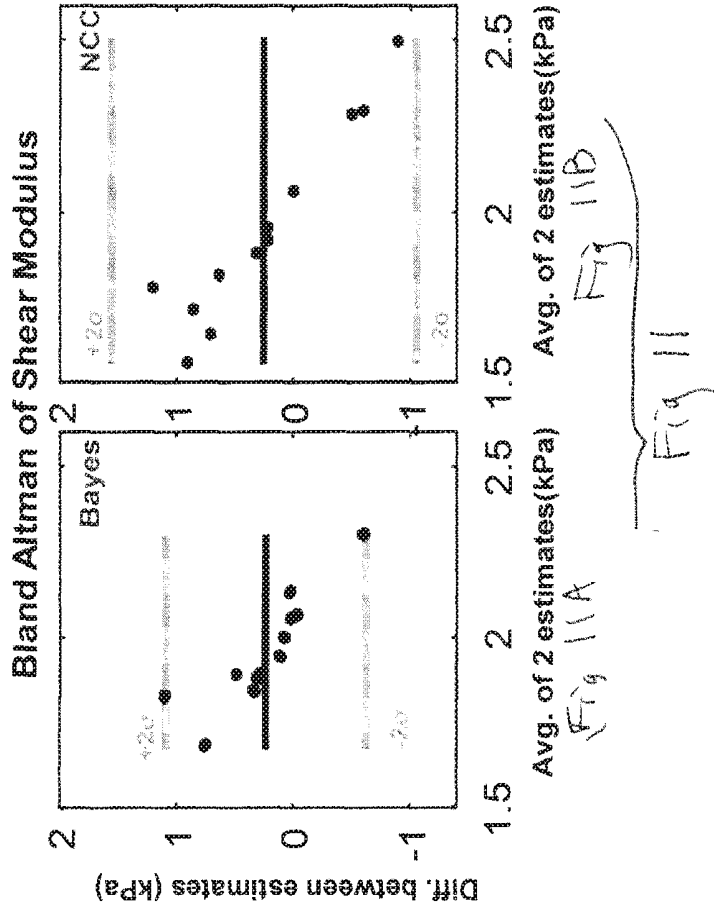 Bland Altman of Shear Modulus
Diff. between estimates (kPa)
2
1
0
-1
Bayes
+2σ
-2σ
1.5
2
2.5
Avg. of 2 estimates(kPa)
Fig 11A
2
1
0
-1
NCC
+2σ
-2σ
1.5
2
2.5
Avg. of 2 estimates(kPa)
Fig 11B
Fig 11